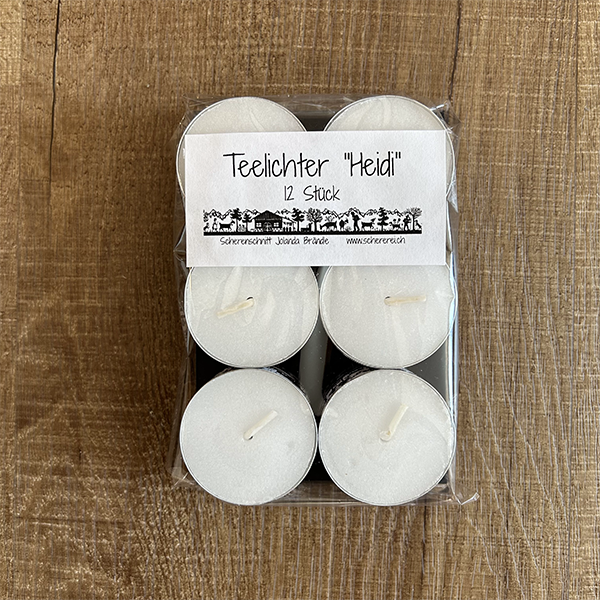 Teelichter "Heidi"
12 Stück
Scherenschnitt Jolanda Brändle www.schererei.ch